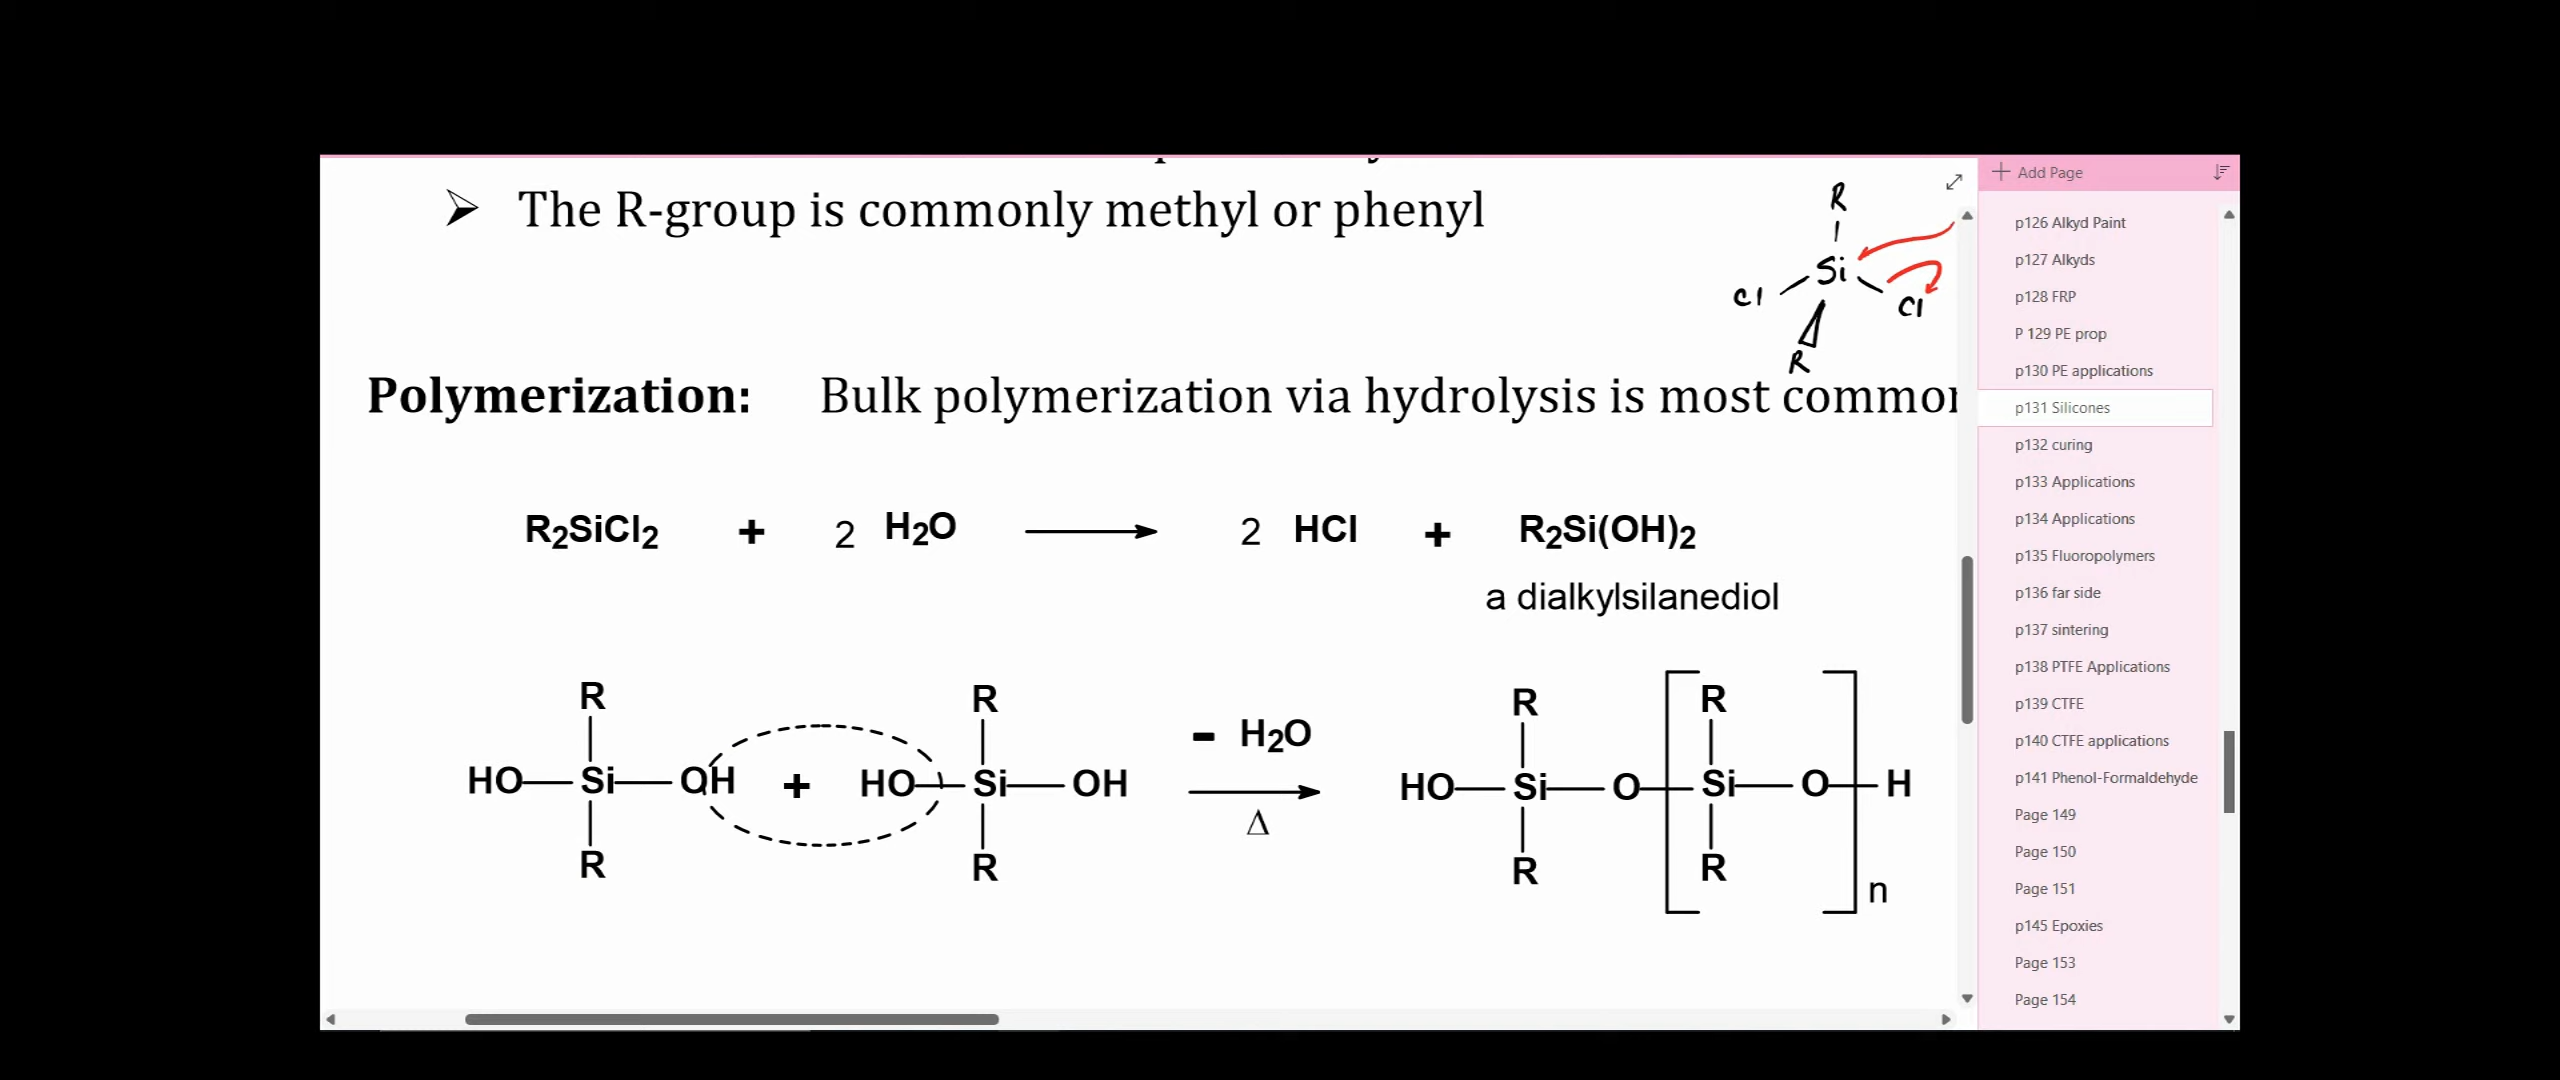 ➢ The R-group is commonly methyl or phenyl
R
Si
Cl
Cl
R
Polymerization: Bulk polymerization via hydrolysis is most common
R2SiCl2 + 2 H2O → 2 HCl + R2Si(OH)2
a dialkylsilanediol
R R R R
- H2O
HO Si OH + HO Si OH HO Si O Si O H
Δ
R R R R
n
Add Page
p126 Alkyd Paint
p127 Alkyds
p128 FRP
P 129 PE prop
p130 PE applications
p131 Silicones
p132 curing
p133 Applications
p134 Applications
p135 Fluoropolymers
p136 far side
p137 sintering
p138 PTFE Applications
p139 CTFE
p140 CTFE applications
p141 Phenol-Formaldehyde
Page 149
Page 150
Page 151
p145 Epoxies
Page 153
Page 154